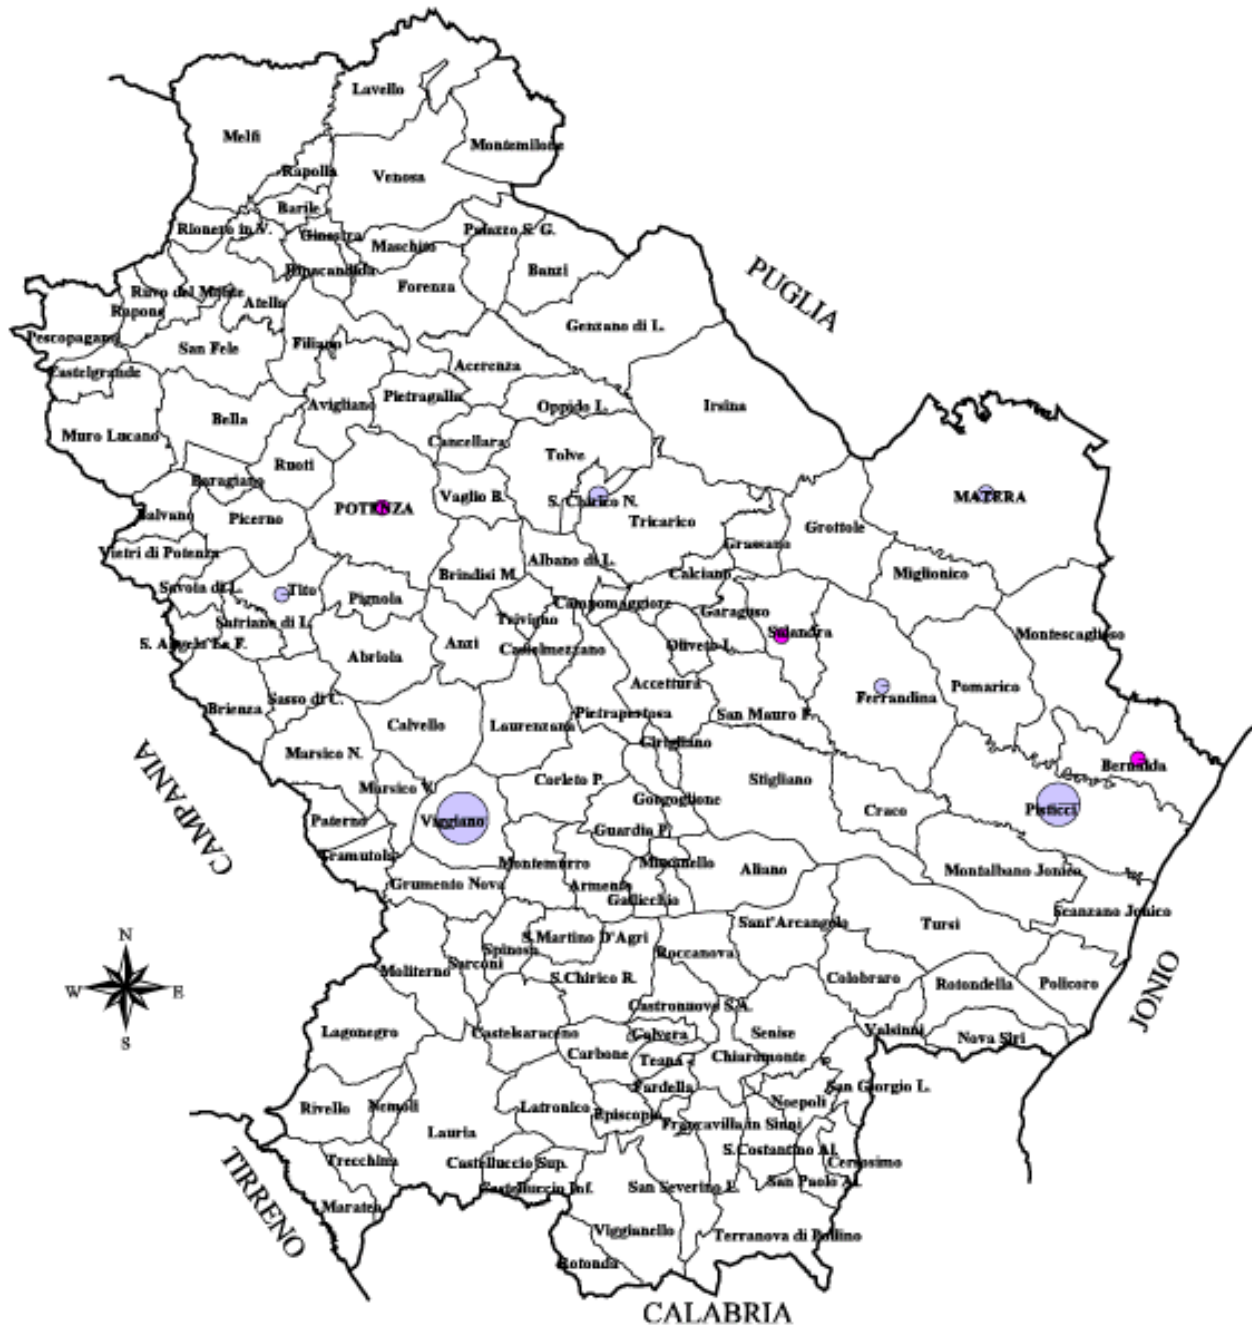 Lavello
Melfi
Montemilone
Rapolla
Venosa
Barile
Rionero in V.
Ginestra
Palazzo S. G.
Maschito
Ripacandida
Banzi
PUGLIA
Forenza
Ruvo del Monte
Atella
Rapone
Genzano di L.
Pescopagano
San Fele
Filiano
Castelgrande
Acerenza
Pietragalla
Avigliano
Oppido L.
Irsina
Bella
Muro Lucano
Cancellara
Tolve
Ruoti
Baragiano
Vaglio B.
S. Chirico N.
MATERA
POTENZA
Balvano
Picerno
Tricarico
Grottole
Grassano
Vietri di Potenza
Albano di L.
Brindisi M.
Calciano
Miglionico
Savoia di L.
Tito
Pignola
Campomaggiore
Garaguso
Satriano di L.
Trivigno
Salandra
Montescaglioso
S. Angelo Le F.
Anzi
Castelmezzano
Oliveto L.
Abriola
Accettura
Pomarico
Sasso di C.
Ferrandina
Brienza
Pietrapertosa
San Mauro F.
Calvello
Laurenzana
Cirigliano
Marsico N.
Bernalda
CAMPANIA
Marsico V.
Corleto P.
Stigliano
Gorgoglione
Craco
Pisticci
Paterno
Viggiano
Guardia P.
Tramutola
Montemurro
Missanello
Aliano
Montalbano Jonico
Grumento Nova
Armento
Gallicchio
Scanzano Jonico
Sant'Arcangelo
Tursi
S.Martino D'Agri
Spinoso
Roccanova
N
W
E
S
Moliterno
Sarconi
S.Chirico R.
Colobraro
Rotondella
Policoro
JONIO
Castronuovo S.A.
Lagonegro
Castelsaraceno
Calvera
Senise
Valsinni
Nova Siri
Carbone
Teana
Chiaromonte
Fardella
San Giorgio L.
Rivello
Nemoli
Latronico
Episcopia
Noepoli
Francavilla in Sinni
Lauria
S.Costantino Al.
TIRRENO
Trecchina
Castelluccio Sup.
Cersosimo
Castelluccio Inf.
San Severino L.
San Paolo Al.
Maratea
Viggianello
Terranova di Pollino
Rotonda
CALABRIA